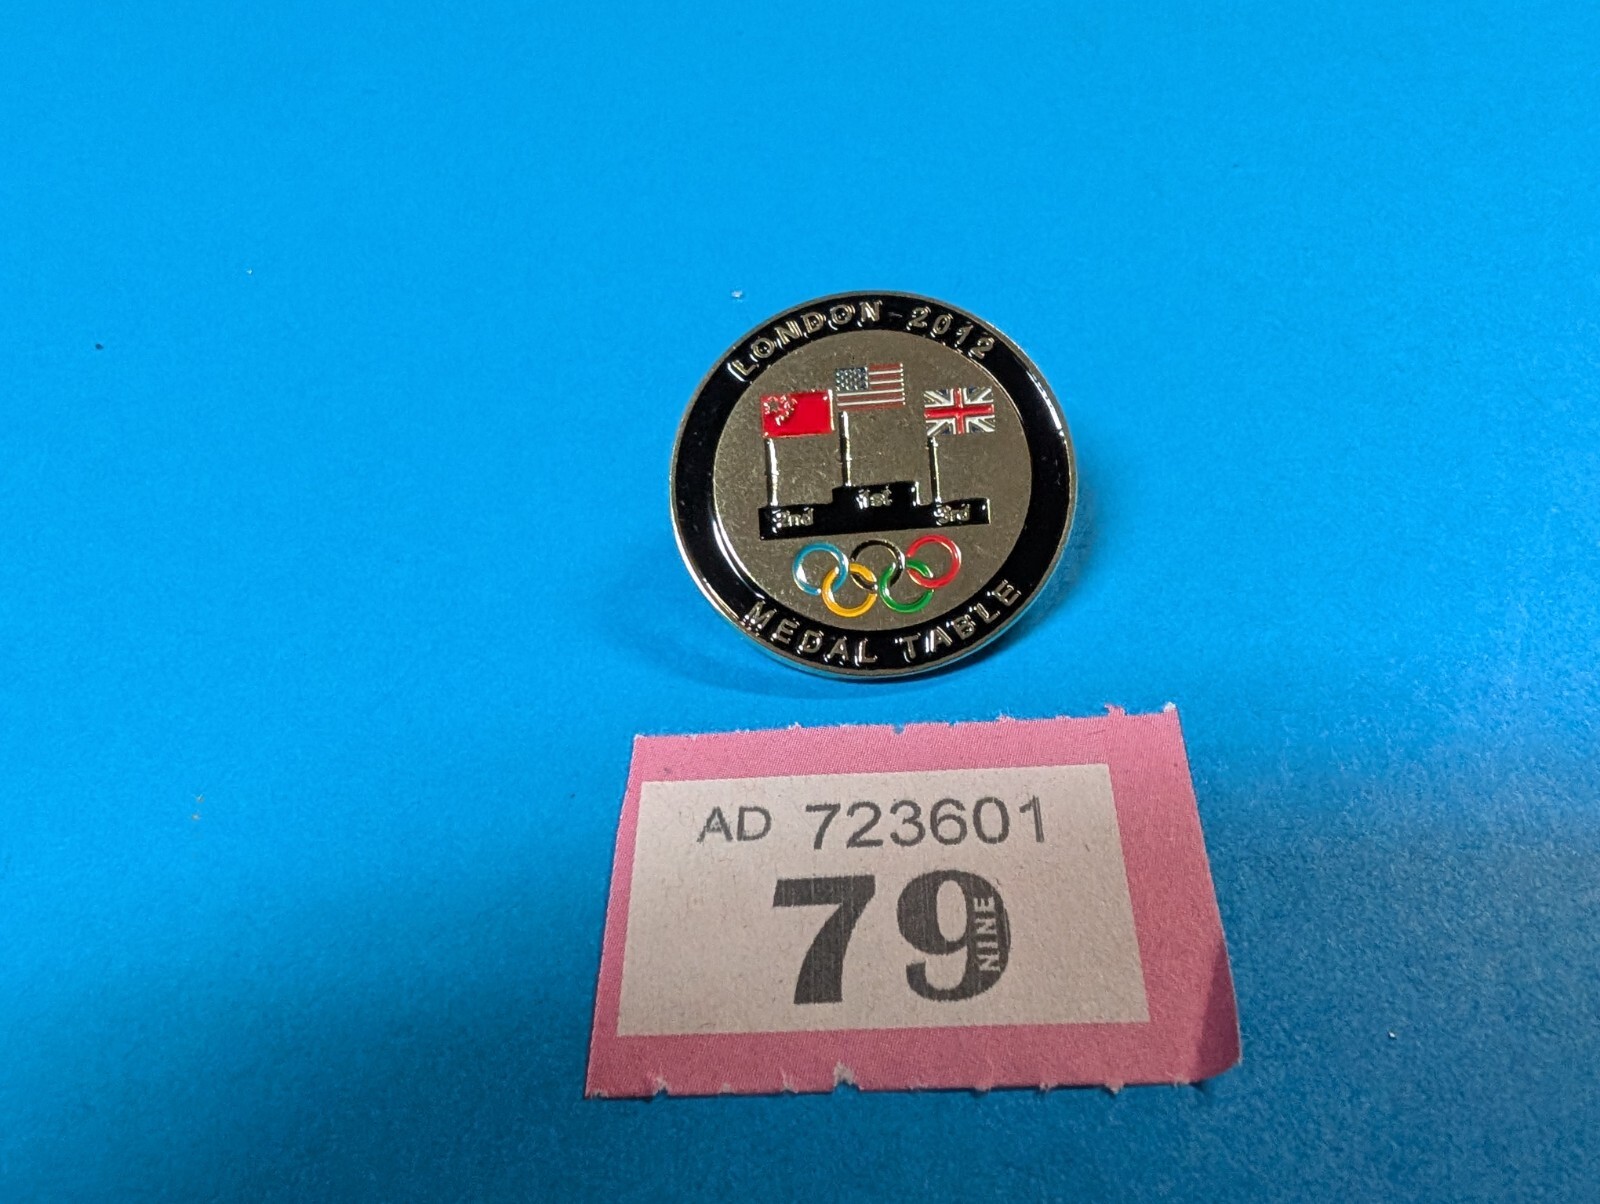 LONDON - 2012
1st
2nd 3rd
MEDAL TABLE
AD 723601
79
NINE